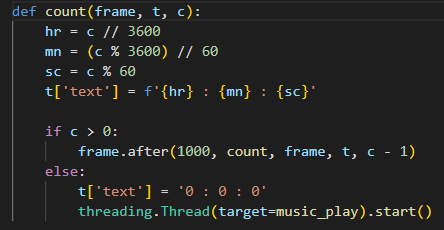 def count(frame, t, c):
    hr = c // 3600
    mn = (c % 3600) // 60
    sc = c % 60
    t['text'] = f'{hr} : {mn} : {sc}'

    if c > 0:
        frame.after(1000, count, frame, t, c - 1)
    else:
        t['text'] = '0 : 0 : 0'
        threading.Thread(target=music_play).start()